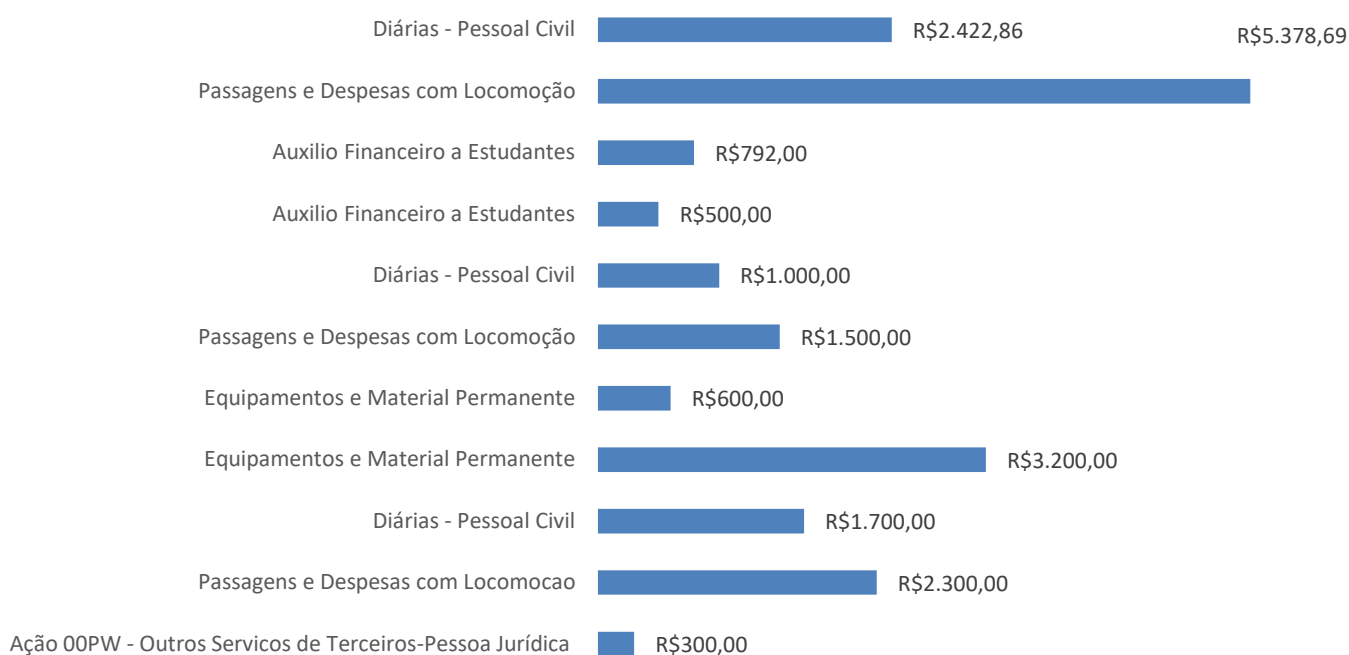 Diárias - Pessoal Civil R$2.422,86 R$5.378,69
Passagens e Despesas com Locomoção
Auxilio Financeiro a Estudantes R$792,00
Auxilio Financeiro a Estudantes R$500,00
Diárias - Pessoal Civil R$1.000,00
Passagens e Despesas com Locomoção R$1.500,00
Equipamentos e Material Permanente R$600,00
Equipamentos e Material Permanente R$3.200,00
Diárias - Pessoal Civil R$1.700,00
Passagens e Despesas com Locomocao R$2.300,00
Ação 00PW - Outros Servicos de Terceiros-Pessoa Jurídica R$300,00